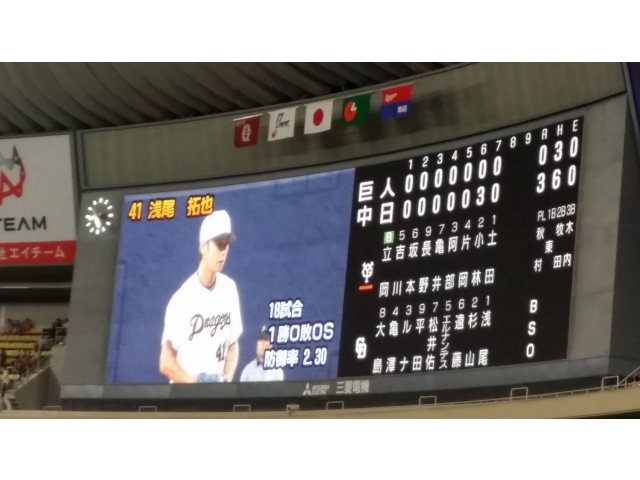 41 浅尾 拓也
Dragons
41
18試合
1勝0敗0S
防御率 2.30
1 2 3 4 5 6 7 8 9 R H E
巨人 0 0 0 0 0 0 0 0 3 0
中日 0 0 0 0 0 3 0 3 6 0
8 5 6 9 7 3 4 2 1
立岡 吉川 坂本 長野 亀井 阿部 片岡 小林 土田
PL 1B 2B 3B
秋村 東 牧田 木内
8 4 3 9 7 5 6 2 1
大島 亀澤 ルナ 平田 松井佑 エルナンデス 遠藤 杉山 浅尾
B
S
O
TEAM
社エイチーム
三菱電機